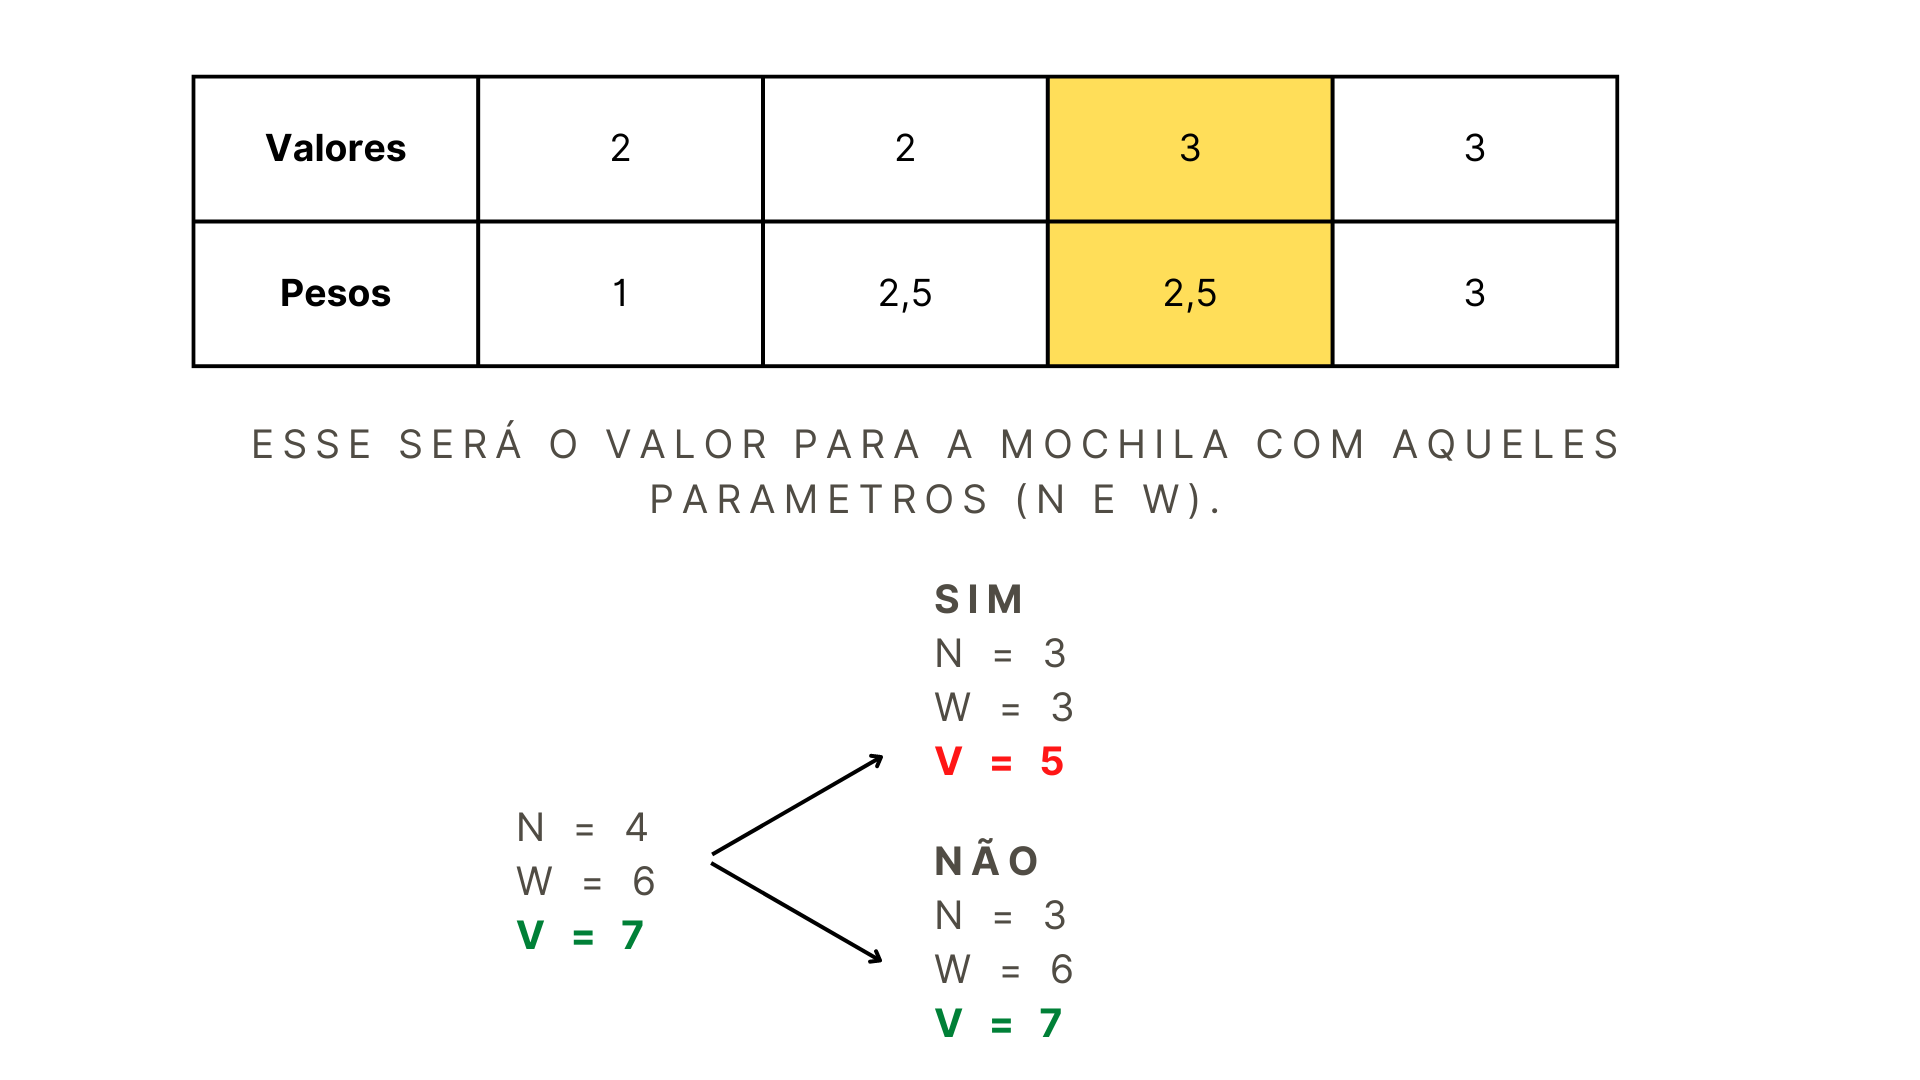 Valores 2 2 3 3
Pesos 1 2,5 2,5 3
ESSE SERÁ O VALOR PARA A MOCHILA COM AQUELES
PARAMETROS (N E W).
SIM
N = 3
W = 3
V = 5
N = 4
W = 6
V = 7
NÃO
N = 3
W = 6
V = 7